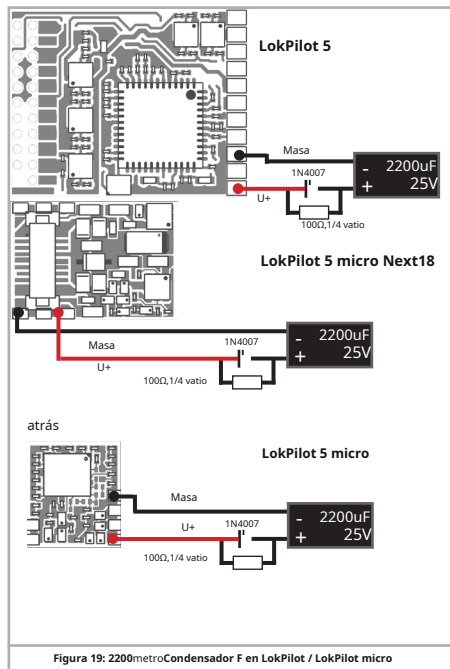 LokPilot 5
Masa
1N4007
U+
100Ω,1/4 vatio
- 2200uF
+ 25V
LokPilot 5 micro Next18
Masa
U+
1N4007
100Ω,1/4 vatio
- 2200uF
+ 25V
atrás
LokPilot 5 micro
Masa
U+
1N4007
100Ω,1/4 vatio
- 2200uF
+ 25V
Figura 19: 2200metroCondensador F en LokPilot / LokPilot micro